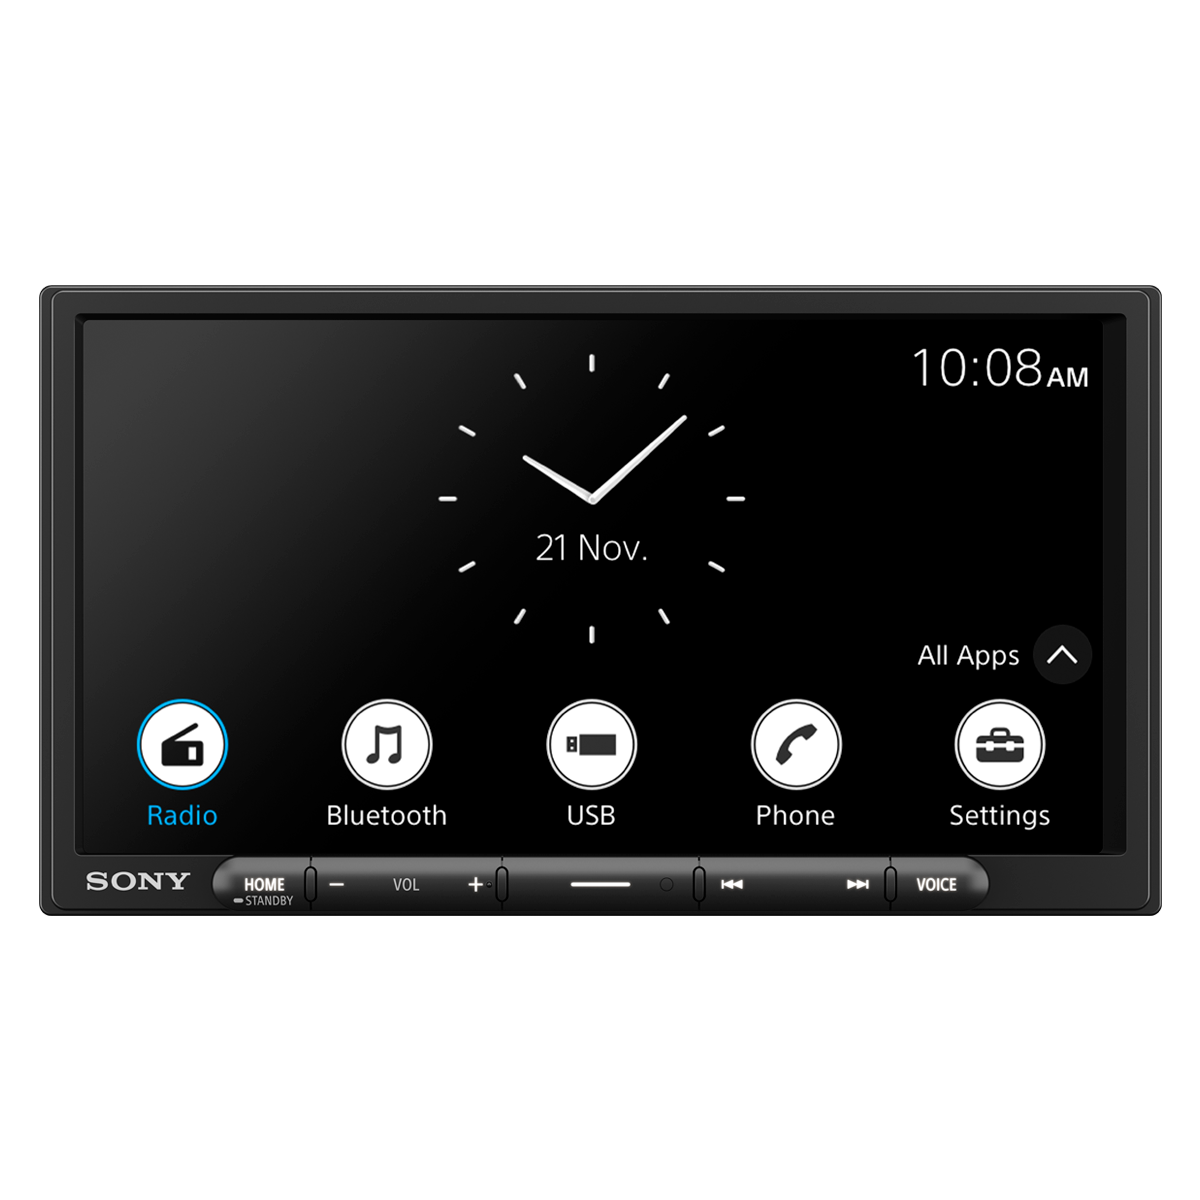 10:08AM
21 Nov.
All Apps
Radio
Bluetooth
USB
Phone
Settings
SONY
HOME
STANDBY
VOL
VOICE